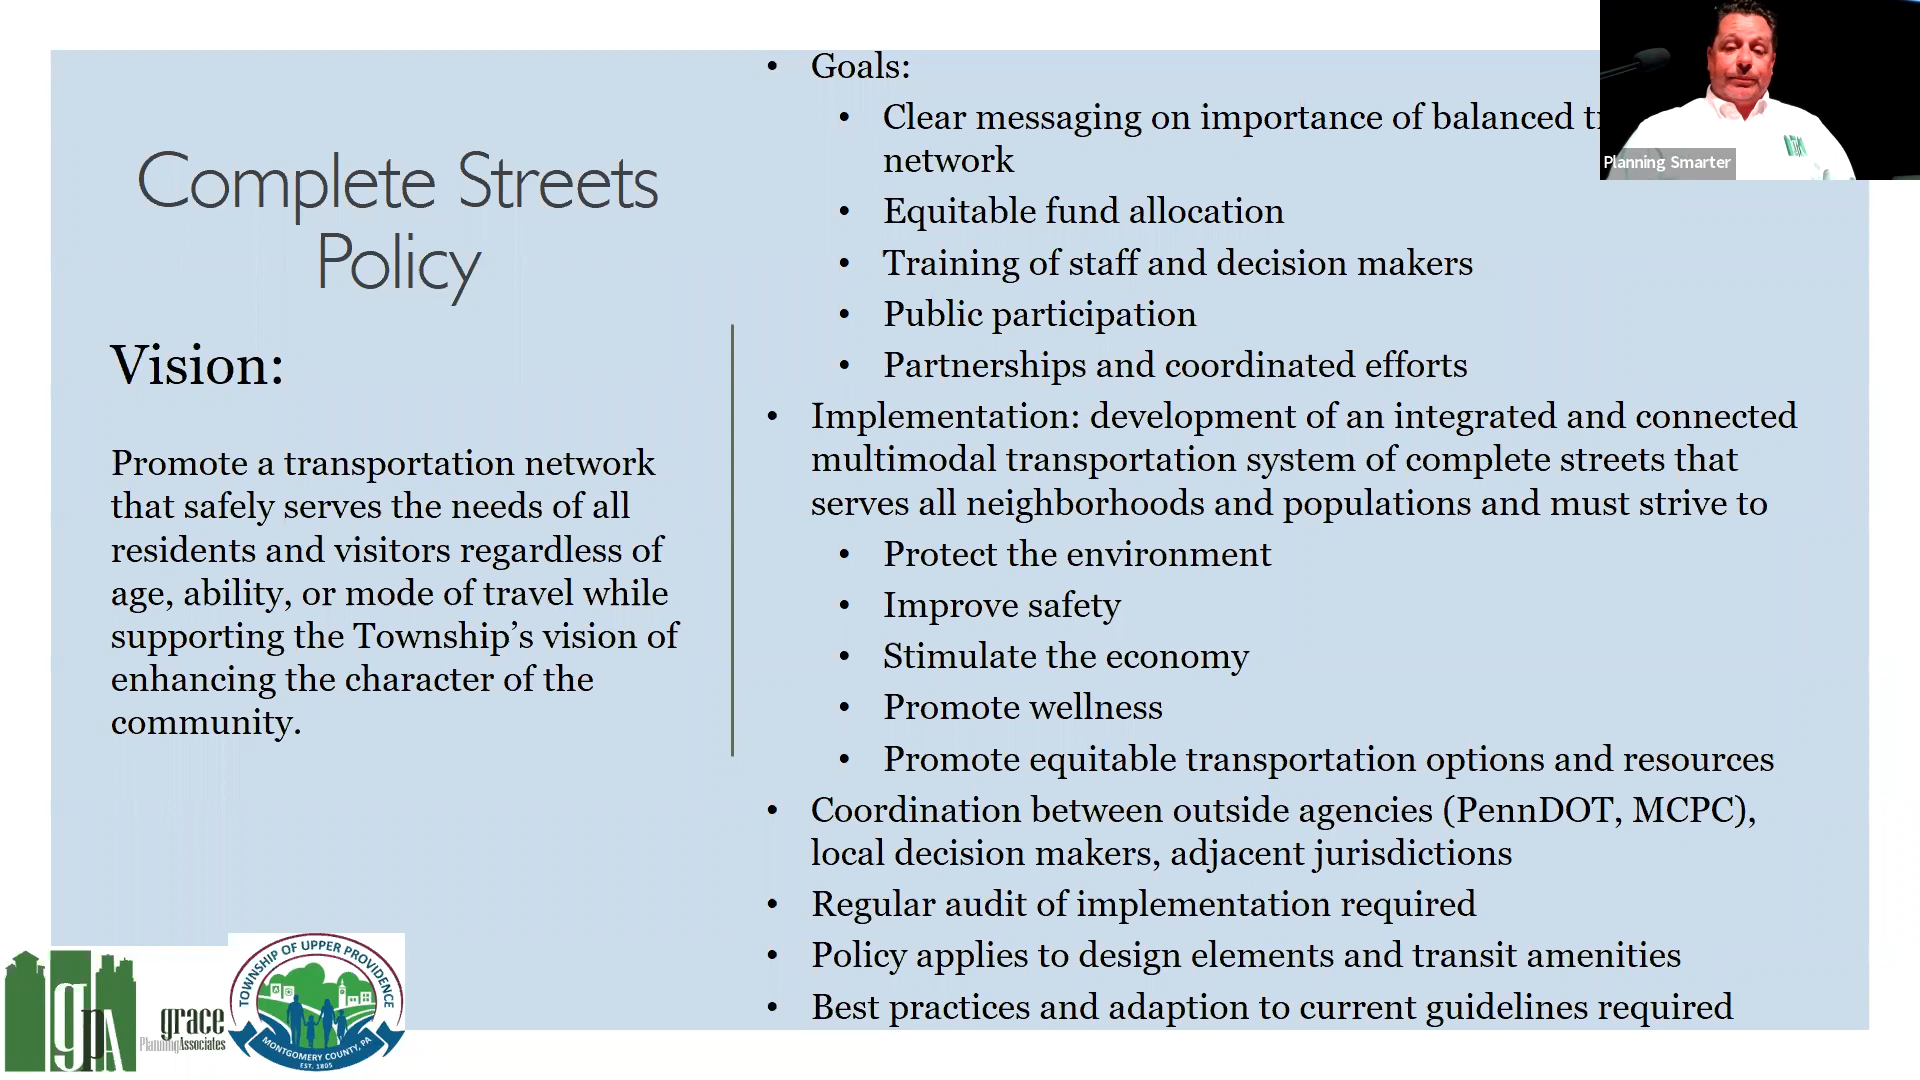 Complete Streets
Policy
Vision:
Promote a transportation network
that safely serves the needs of all
residents and visitors regardless of
age, ability, or mode of travel while
supporting the Township’s vision of
enhancing the character of the
community.
• Goals:
• Clear messaging on importance of balanced
network
• Equitable fund allocation
• Training of staff and decision makers
• Public participation
• Partnerships and coordinated efforts
• Implementation: development of an integrated and connected
multimodal transportation system of complete streets that
serves all neighborhoods and populations and must strive to
• Protect the environment
• Improve safety
• Stimulate the economy
• Promote wellness
• Promote equitable transportation options and resources
• Coordination between outside agencies (PennDOT, MCPC),
local decision makers, adjacent jurisdictions
• Regular audit of implementation required
• Policy applies to design elements and transit amenities
• Best practices and adaption to current guidelines required
Planning Smarter
gpA
grace
PlanningAssociates
TOWNSHIP OF UPPER PROVIDENCE
MONTGOMERY COUNTY, PA
EST. 1805